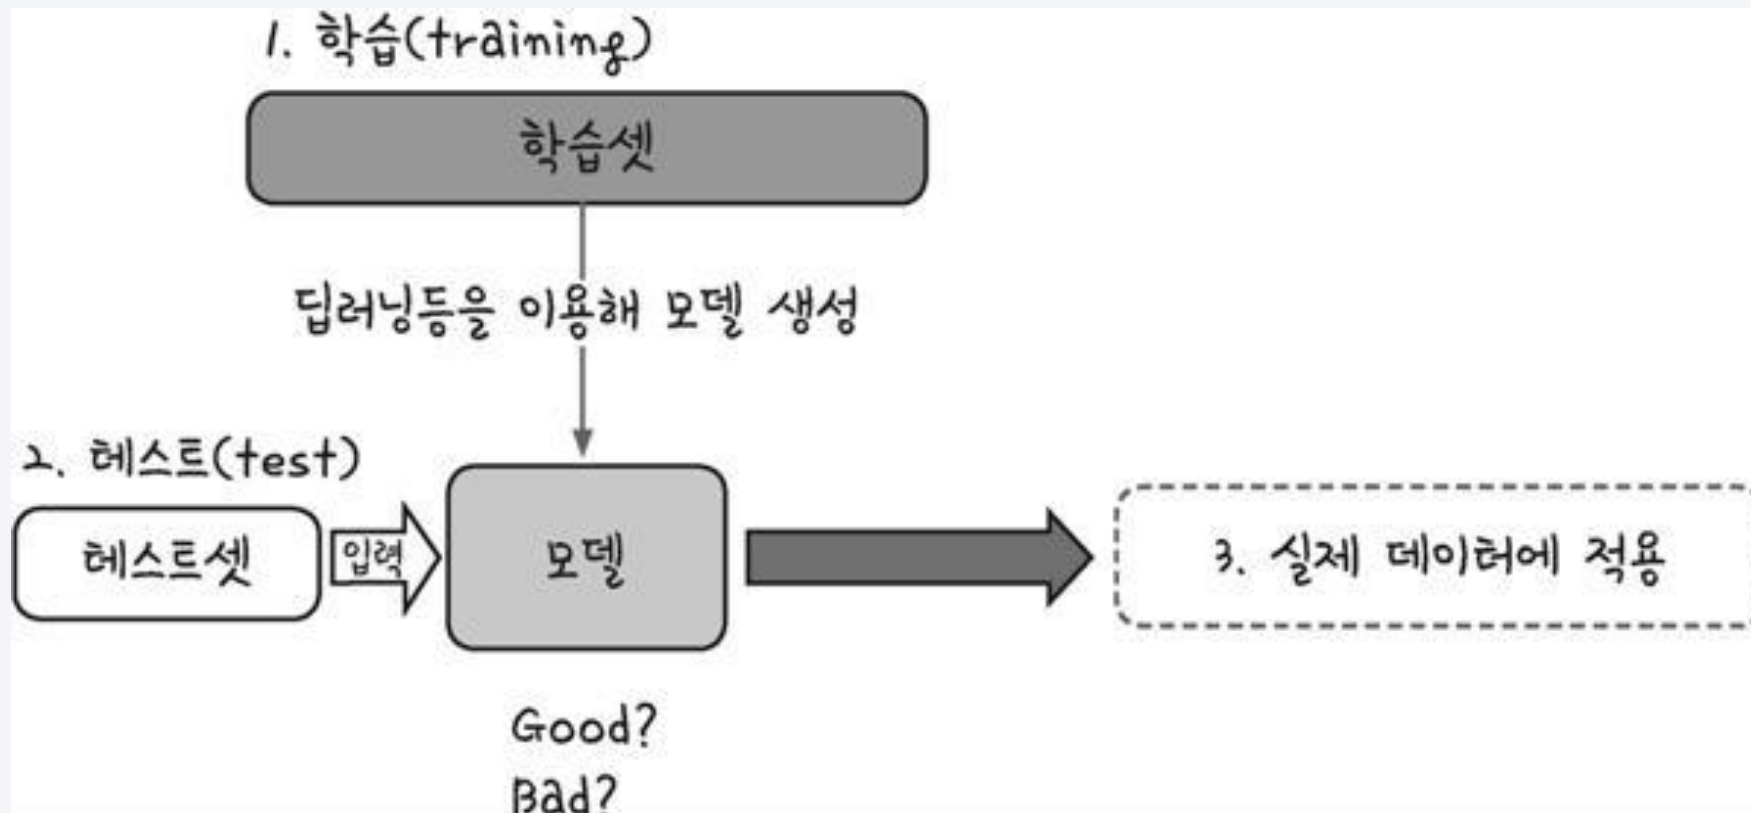 1. 학습(training)
학습셋
딥러닝등을 이용해 모델 생성
2. 테스트(test)
테스트셋
입력
모델
3. 실제 데이터에 적용
Good?
Bad?